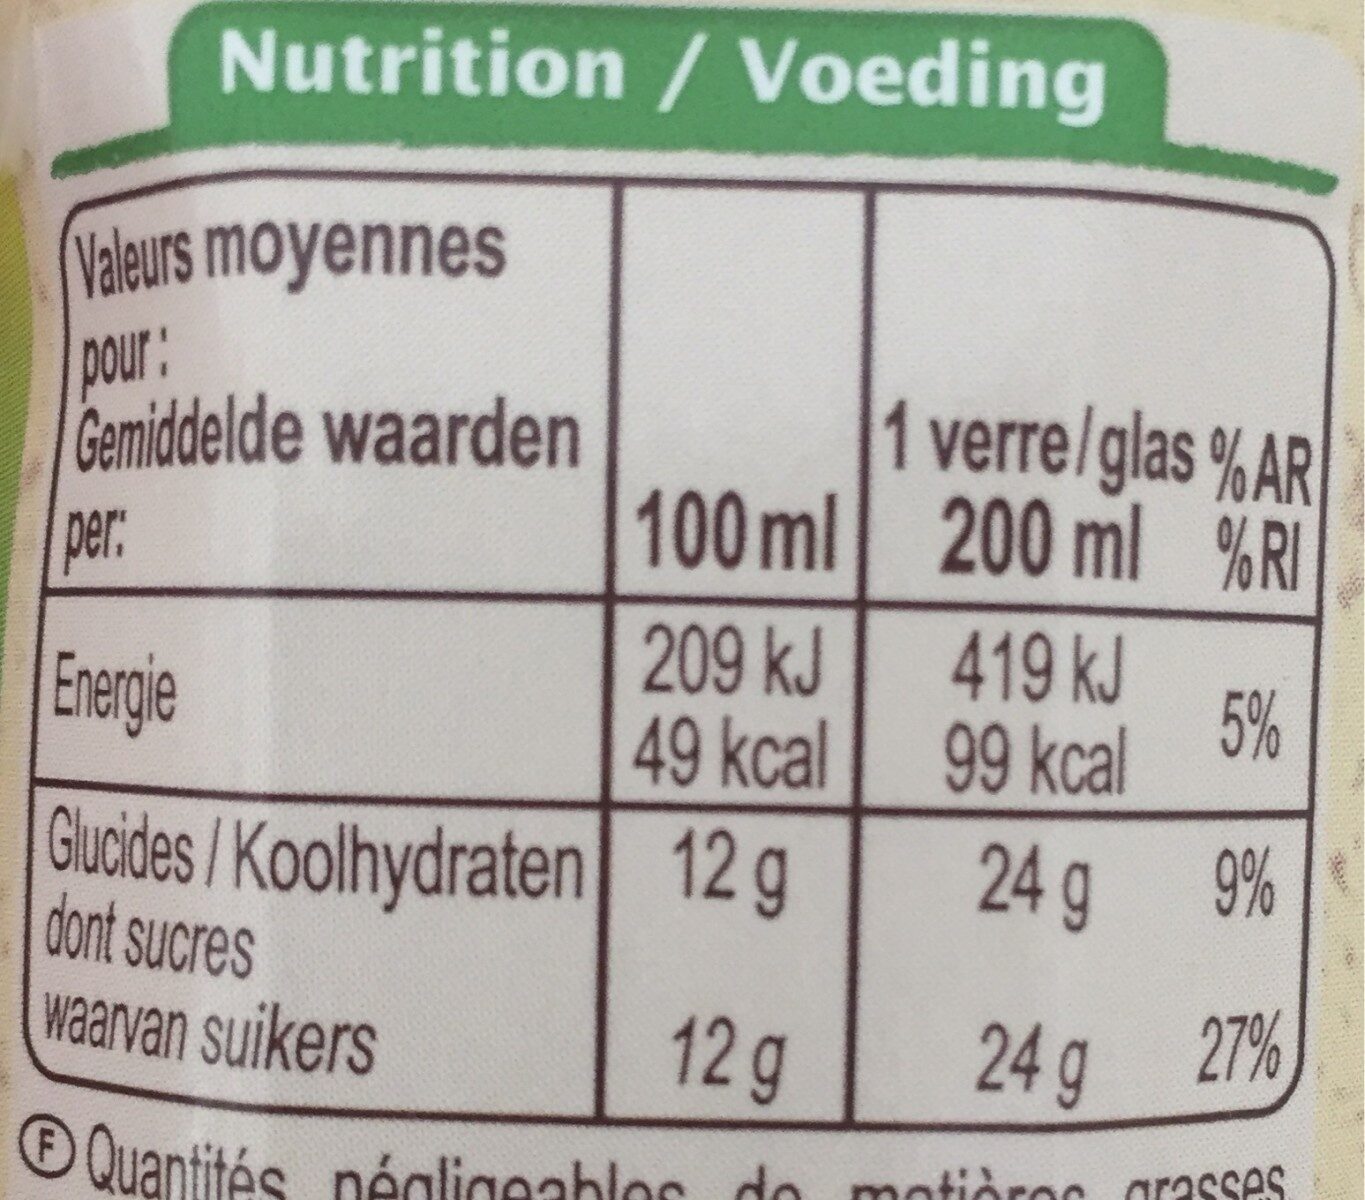 Nutrition / Voeding
Valeurs moyennes
pour :
Gemiddelde waarden
per:
100 ml
1 verre/glas % AR
200 ml % RI
Energie
209 kJ 419 kJ
49 kcal 99 kcal 5%
Glucides / Koolhydraten 12 g 24 g 9%
dont sucres
waarvan suikers 12 g 24 g 27%
Ⓕ Quantités négligeables de matières grasses